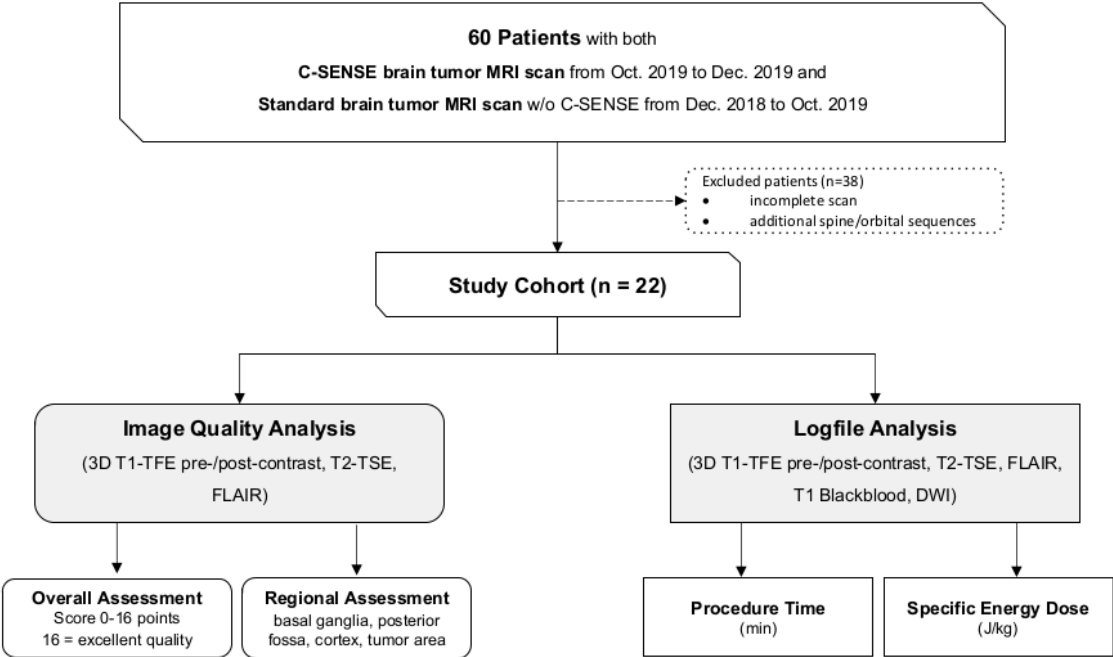 60 Patients with both
C-SENSE brain tumor MRI scan from Oct. 2019 to Dec. 2019 and
Standard brain tumor MRI scan w/o C-SENSE from Dec. 2018 to Oct. 2019
Excluded patients (n=38)
• incomplete scan
• additional spine/orbital sequences
Study Cohort (n = 22)
Image Quality Analysis
(3D T1-TFE pre-/post-contrast, T2-TSE,
FLAIR)
Logfile Analysis
(3D T1-TFE pre-/post-contrast, T2-TSE, FLAIR,
T1 Blackblood, DWI)
Overall Assessment
Score 0-16 points
16 = excellent quality
Regional Assessment
basal ganglia, posterior
fossa, cortex, tumor area
Procedure Time
(min)
Specific Energy Dose
(J/kg)